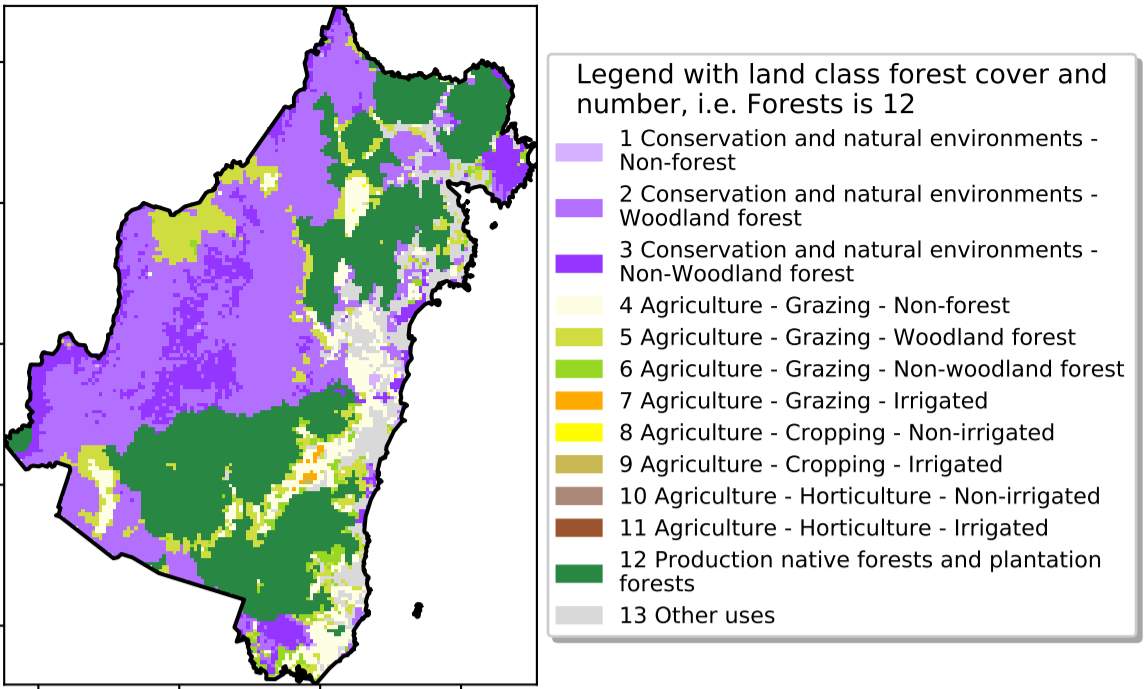 Legend with land class forest cover and
number, i.e. Forests is 12
1 Conservation and natural environments -
Non-forest
2 Conservation and natural environments -
Woodland forest
3 Conservation and natural environments -
Non-Woodland forest
4 Agriculture - Grazing - Non-forest
5 Agriculture - Grazing - Woodland forest
6 Agriculture - Grazing - Non-woodland forest
7 Agriculture - Grazing - Irrigated
8 Agriculture - Cropping - Non-irrigated
9 Agriculture - Cropping - Irrigated
10 Agriculture - Horticulture - Non-irrigated
11 Agriculture - Horticulture - Irrigated
12 Production native forests and plantation
forests
13 Other uses